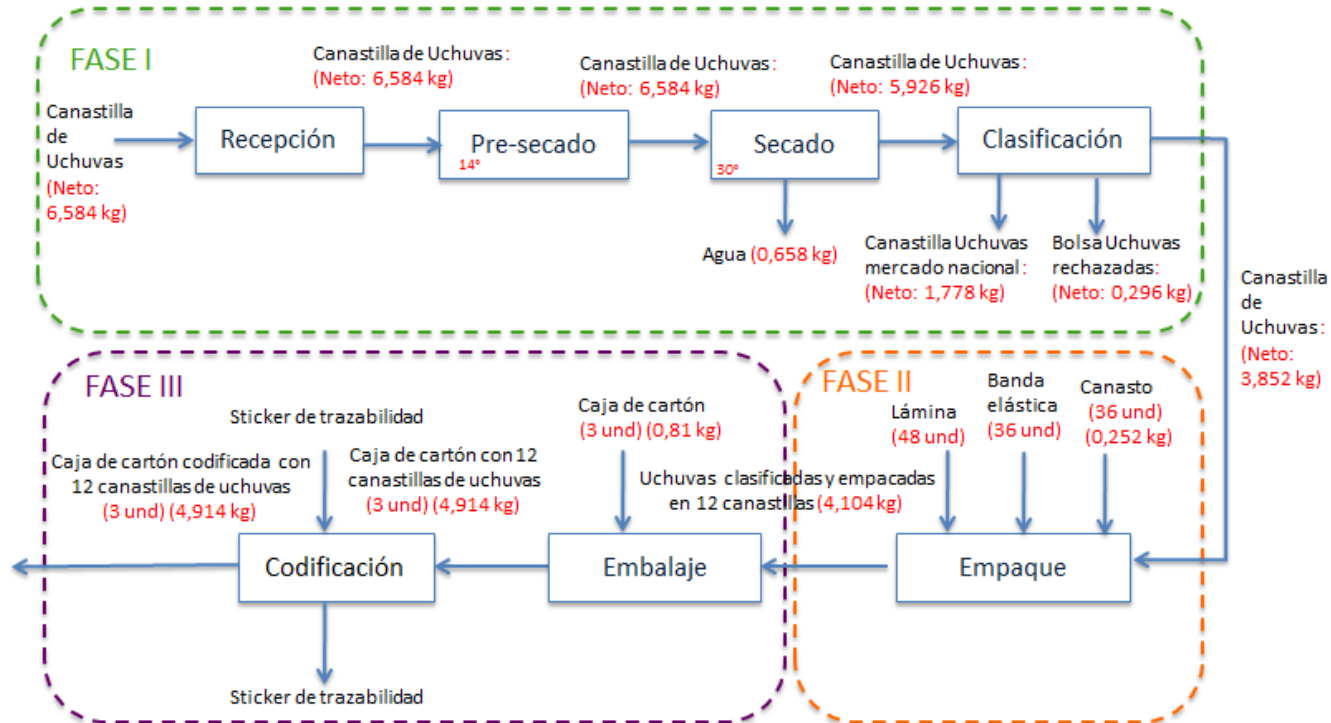 FASE I
Canastilla
de
Uchuvas
(Neto:
6,584 kg)
Recepción
Canastilla de Uchuvas:
(Neto: 6,584 kg)
Pre-secado
14°
Canastilla de Uchuvas:
(Neto: 6,584 kg)
Secado
30°
Agua (0,658 kg)
Canastilla de Uchuvas:
(Neto: 5,926 kg)
Clasificación
Canastilla Uchuvas
mercado nacional:
(Neto: 1,778 kg)
Bolsa Uchuvas
rechazadas:
(Neto: 0,296 kg)
Canastilla
de
Uchuvas:
(Neto:
3,852 kg)
FASE II
Lámina
(48 und)
Banda
elástica
(36 und)
Canasto
(36 und)
(0,252 kg)
Empaque
Uchuvas clasificadas y empacadas
en 12 canastillas (4,104 kg)
FASE III
Caja de cartón
(3 und) (0,81 kg)
Embalaje
Caja de cartón con 12
canastillas de uchuvas
(3 und) (4,914 kg)
Sticker de trazabilidad
Codificación
Caja de cartón codificada con
12 canastillas de uchuvas
(3 und) (4,914 kg)
Sticker de trazabilidad